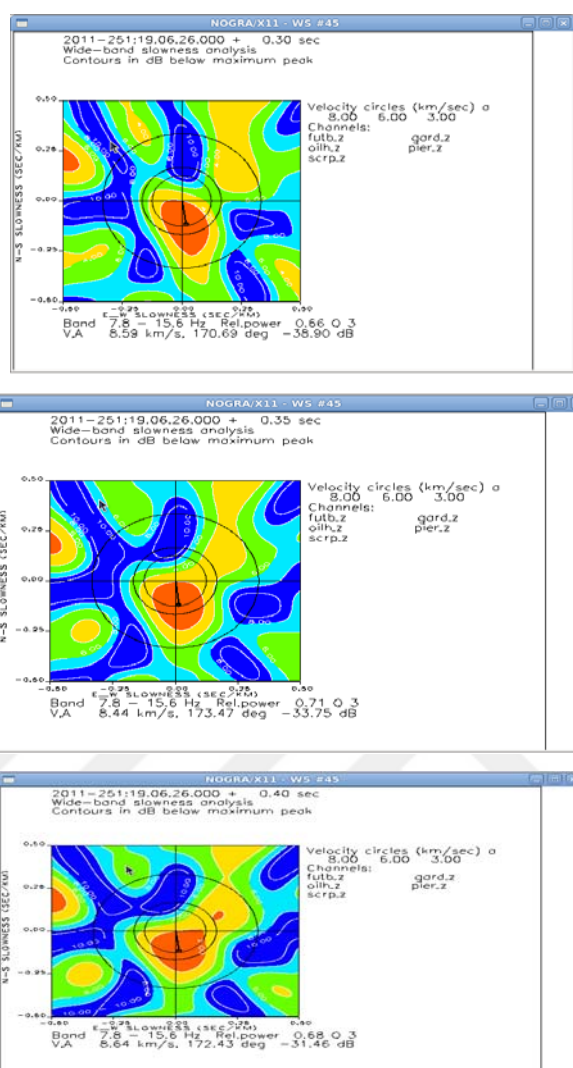 NOGRA/X11 - WS #45
2011-251:19.06.26.000 + 0.30 sec
Wide-band slowness analysis
Contours in dB below maximum peak
Velocity circles (km/sec) a
8.00 6.00 3.00
Channels:
futb.z gard.z
oilh.z pier.z
scrp.z
N-S SLOWNESS (SEC/KM)
E_W SLOWNESS (SEC/KM)
Band 7.8 - 15.6 Hz Rel.power 0.66 Q 3
V,A 8.59 km/s, 170.69 deg -38.90 dB
NOGRA/X11 - WS #45
2011-251:19.06.26.000 + 0.35 sec
Wide-band slowness analysis
Contours in dB below maximum peak
Velocity circles (km/sec) a
8.00 6.00 3.00
Channels:
futb.z gard.z
oilh.z pier.z
scrp.z
N-S SLOWNESS (SEC/KM)
E_W SLOWNESS (SEC/KM)
Band 7.8 - 15.6 Hz Rel.power 0.71 Q 3
V,A 8.44 km/s, 173.47 deg -33.75 dB
NOGRA/X11 - WS #45
2011-251:19.06.26.000 + 0.40 sec
Wide-band slowness analysis
Contours in dB below maximum peak
Velocity circles (km/sec) a
8.00 6.00 3.00
Channels:
futb.z gard.z
oilh.z pier.z
scrp.z
N-S SLOWNESS (SEC/KM)
E_W SLOWNESS (SEC/KM)
Band 7.8 - 15.6 Hz Rel.power 0.68 Q 3
V,A 8.64 km/s, 172.43 deg -31.46 dB